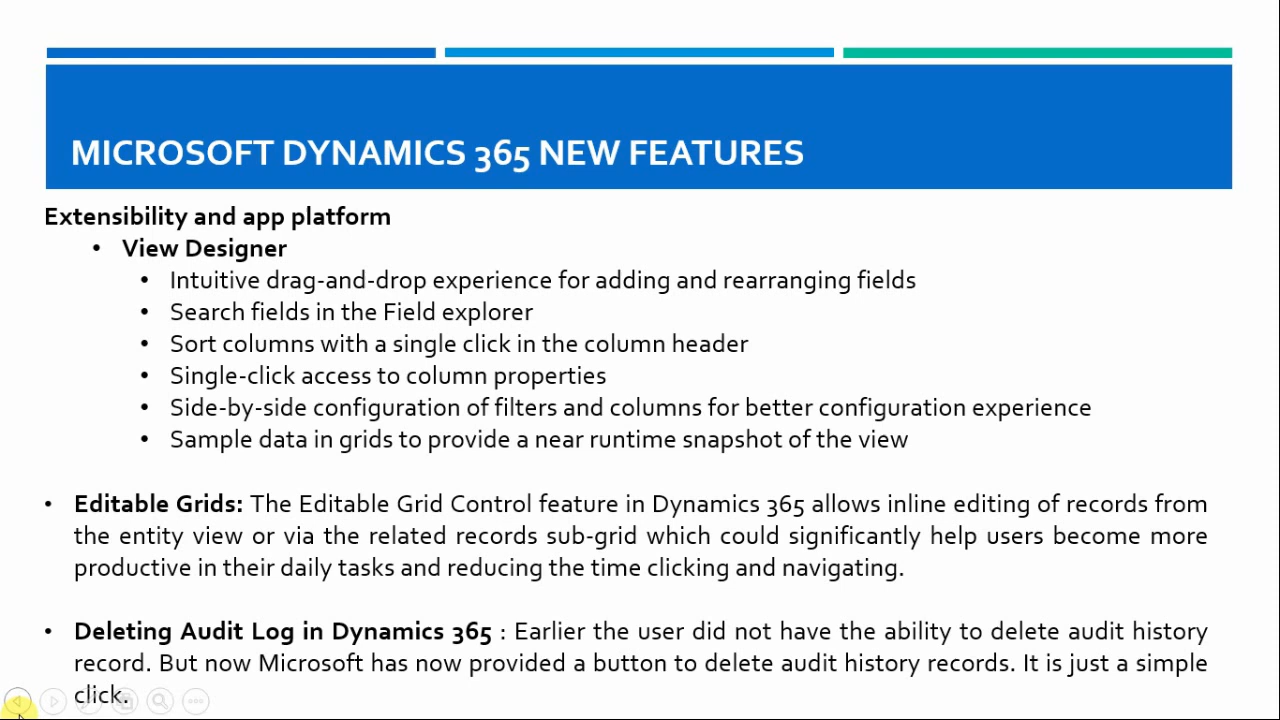 MICROSOFT DYNAMICS 365 NEW FEATURES
Extensibility and app platform
• View Designer
• Intuitive drag-and-drop experience for adding and rearranging fields
• Search fields in the Field explorer
• Sort columns with a single click in the column header
• Single-click access to column properties
• Side-by-side configuration of filters and columns for better configuration experience
• Sample data in grids to provide a near runtime snapshot of the view
• Editable Grids: The Editable Grid Control feature in Dynamics 365 allows inline editing of records from
the entity view or via the related records sub-grid which could significantly help users become more
productive in their daily tasks and reducing the time clicking and navigating.
• Deleting Audit Log in Dynamics 365 : Earlier the user did not have the ability to delete audit history
record. But now Microsoft has now provided a button to delete audit history records. It is just a simple
click.